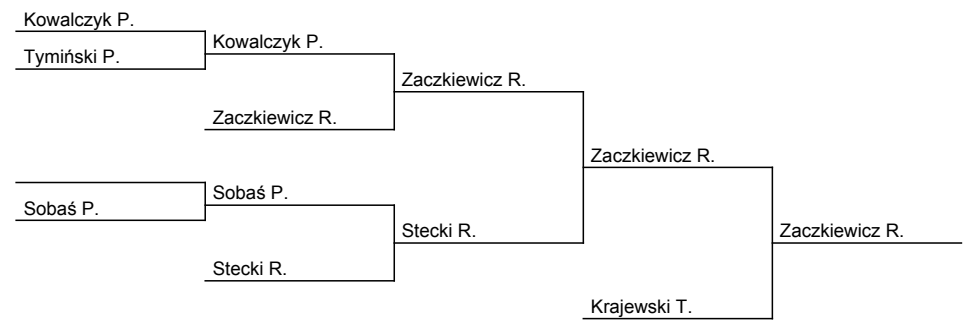 Kowalczyk P.
Tymiński P.
Kowalczyk P.
Zaczkiewicz R.
Zaczkiewicz R.
Sobaś P.
Sobaś P.
Stecki R.
Stecki R.
Zaczkiewicz R.
Krajewski T.
Zaczkiewicz R.